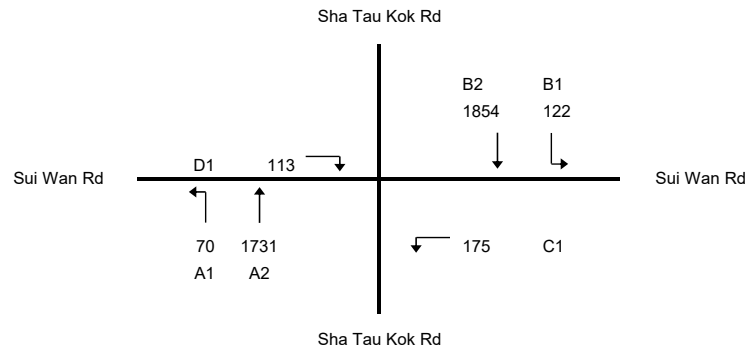 Sha Tau Kok Rd
B2 B1
1854 122
D1 113
Sui Wan Rd Sui Wan Rd
70 1731 175 C1
A1 A2
Sha Tau Kok Rd